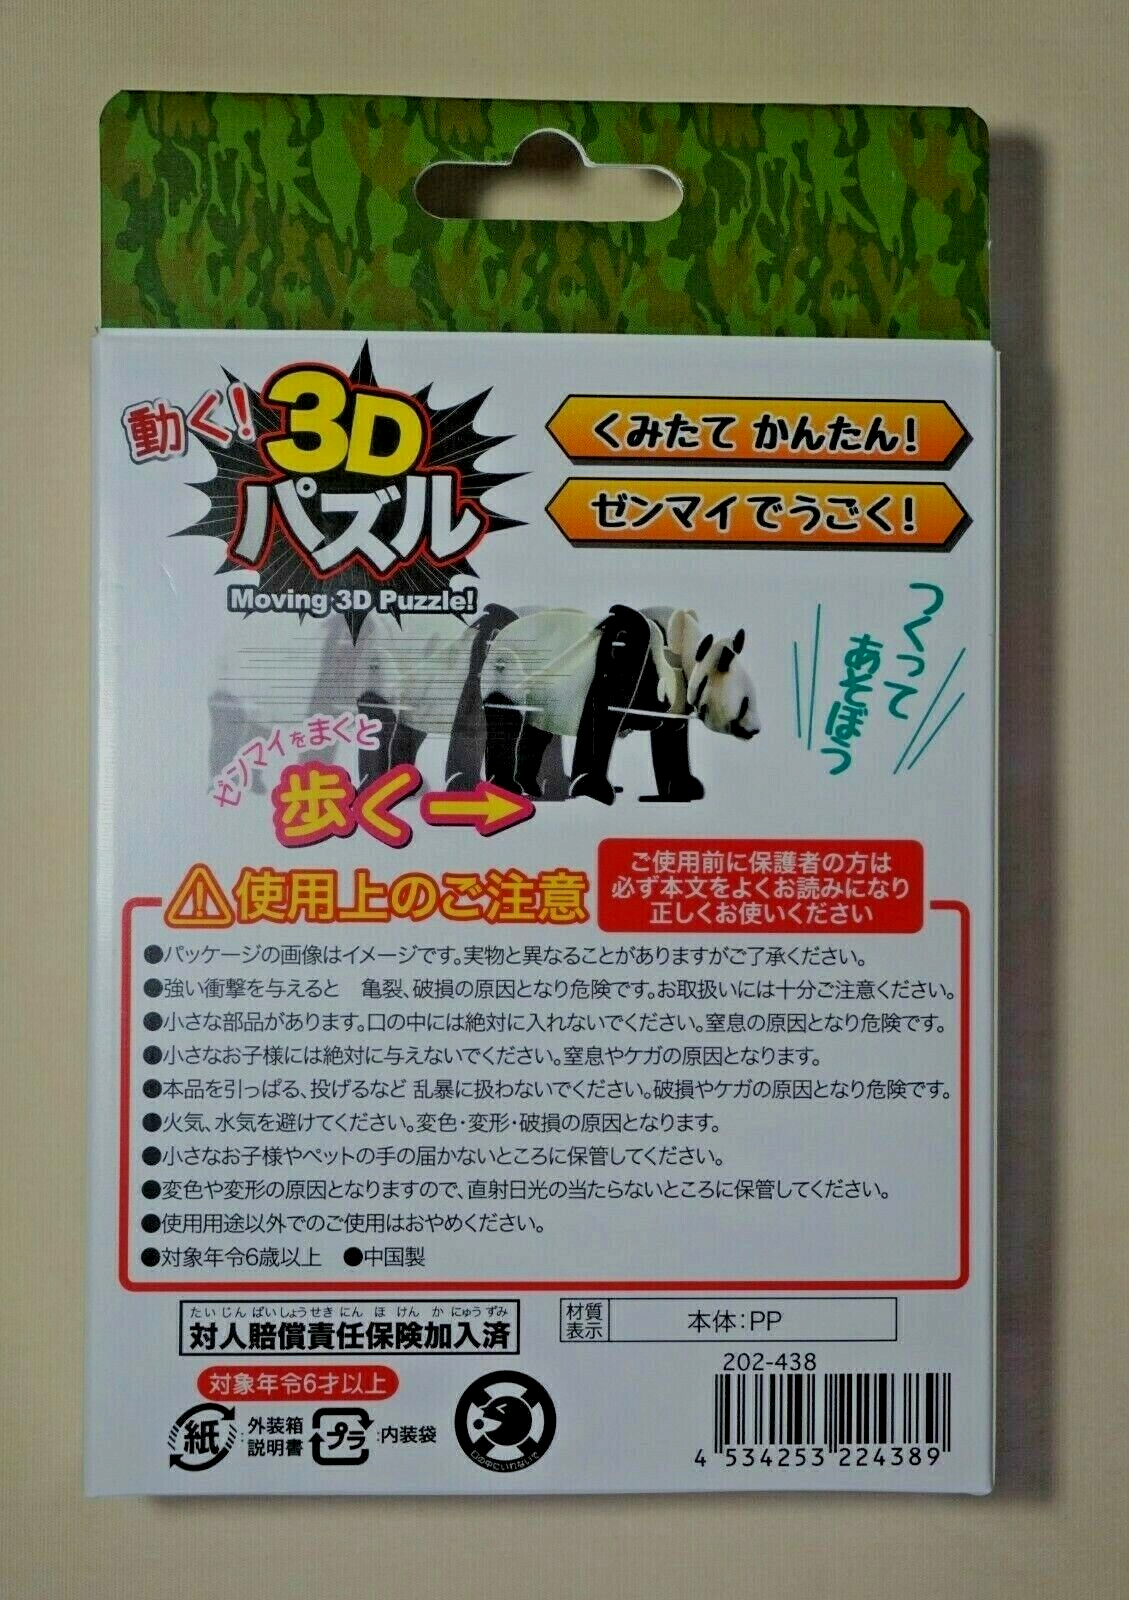 動く!
3D
パズル
Moving 3D Puzzle!
くみたて かんたん!
ゼンマイでうごく!
つくって
あそぼう
ゼンマイをまくと
歩く
使用上のご注意
ご使用前に保護者の方は
必ず本文をよくお読みになり
正しくお使いください
●パッケージの画像はイメージです。実物と異なることがありますがご了承ください。
●強い衝撃を与えると 亀裂、破損の原因となり危険です。お取扱いには十分ご注意ください。
●小さな部品があります。口の中には絶対に入れないでください。窒息の原因となり危険です。
●小さなお子様には絶対に与えないでください。窒息やケガの原因となります。
●本品を引っぱる、投げるなど 乱暴に扱わないでください。破損やケガの原因となり危険です。
●火気、水気を避けてください。変色・変形・破損の原因となります。
●小さなお子様やペットの手の届かないところに保管してください。
●変色や変形の原因となりますので、直射日光の当たらないところに保管してください。
●使用用途以外でのご使用はおやめください。
●対象年令6歳以上 ●中国製
たいじんばいしょうせきにんほけんかにゅうずみ
対人賠償責任保険加入済
材質
表示
本体:PP
対象年令6才以上
紙
:外装箱
説明書
プラ
:内装袋
口の中にいれないで
202-438
4 534253 224389